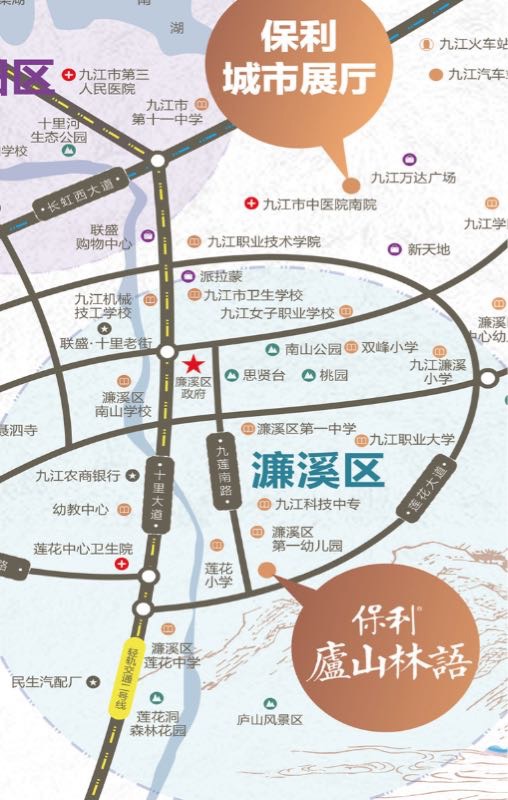 湖
保利
城市展厅
九江火车站
九江汽车
九江市第三
人民医院
九江市
第十一中学
十里河
生态公园
学校
长虹西大道
九江万达广场
九江市中医院南院
九江学
联盛
购物中心
九江职业技术学院
新天地
派拉蒙
九江市卫生学校
九江机械
技工学校
九江女子职业学校
濂溪
心幼
联盛·十里老街
濂溪区
政府
南山公园
双峰小学
思贤台
桃园
九江濂溪
小学
濂溪区
南山学校
聂泗寺
濂溪区第一中学
九江职业大学
九莲南路
濂溪区
莲花大道
九江农商银行
十里大道
幼教中心
九江科技中专
濂溪区
第一幼儿园
莲花中心卫生院
莲花
小学
路
保利®
廬山林語
濂溪区
莲花中学
轻轨交通二号线
民生汽配厂
莲花洞
森林花园
庐山风景区